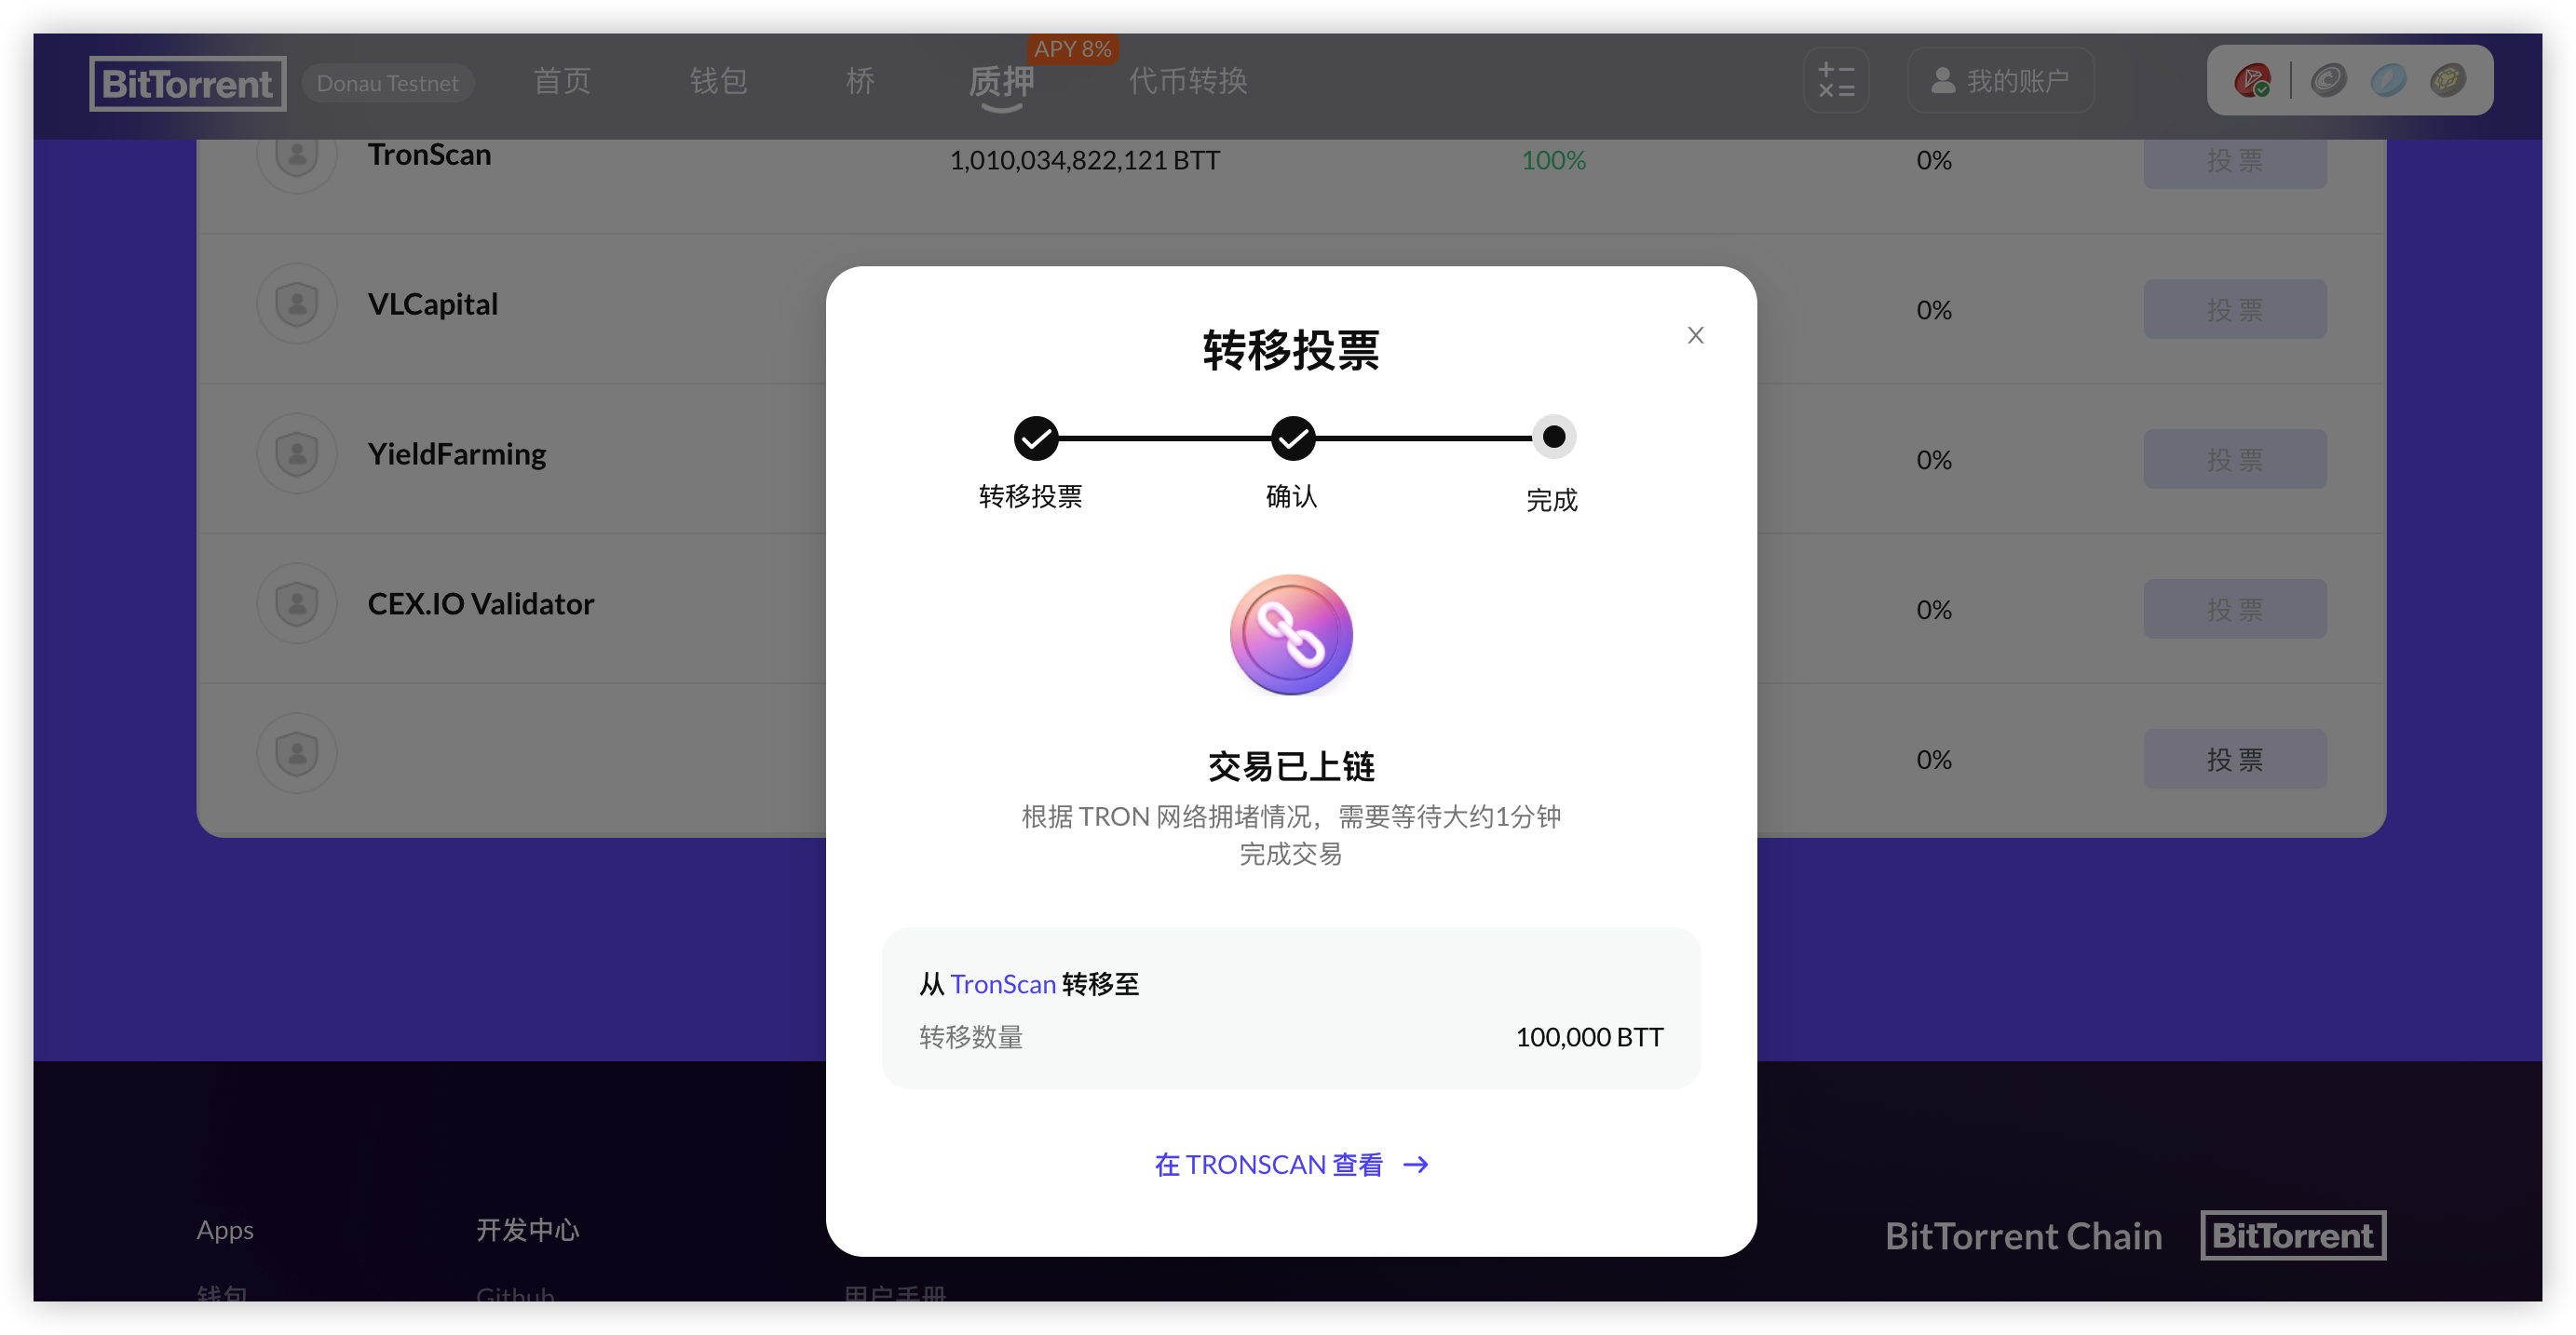 APY 8%
BitTorrent Donau Testnet 首页 钱包 桥 质押 代币转换 我的账户
TronScan 1,010,034,822,121 BTT 100% 0% 投票
VLCapital 0% 投票
YieldFarming 0% 投票
CEX.IO Validator 0% 投票
0% 投票
转移投票
转移投票 确认 完成
交易已上链
根据 TRON 网络拥堵情况，需要等待大约1分钟
完成交易
从 TronScan 转移至
转移数量 100,000 BTT
在 TRONSCAN 查看 →
Apps 开发中心 BitTorrent Chain BitTorrent
钱包 Github 用户手册